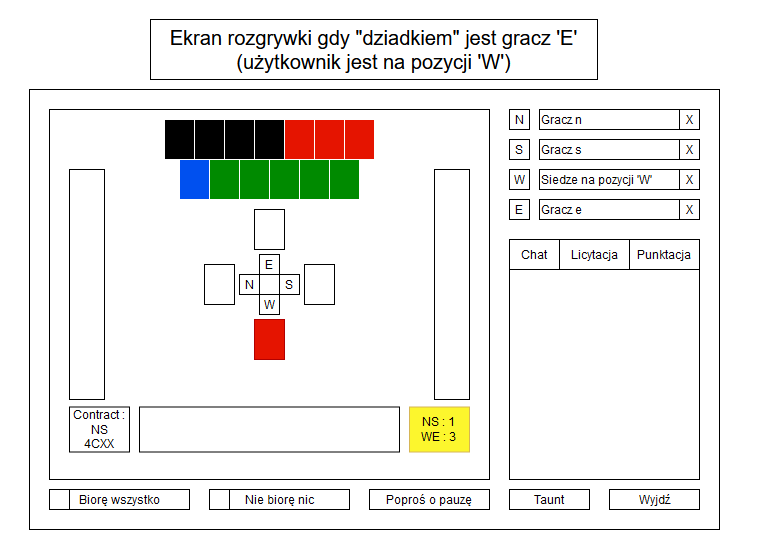 Ekran rozgrywki gdy "dziadkiem" jest gracz 'E'
(użytkownik jest na pozycji 'W')
N
Gracz n
X
S
Gracz s
X
W
Siedze na pozycji 'W'
X
E
Gracz e
X
Chat
Licytacja
Punktacja
E
N
S
W
Contract :
NS
4CXX
NS : 1
WE : 3
Biorę wszystko
Nie biorę nic
Poproś o pauzę
Taunt
Wyjdź